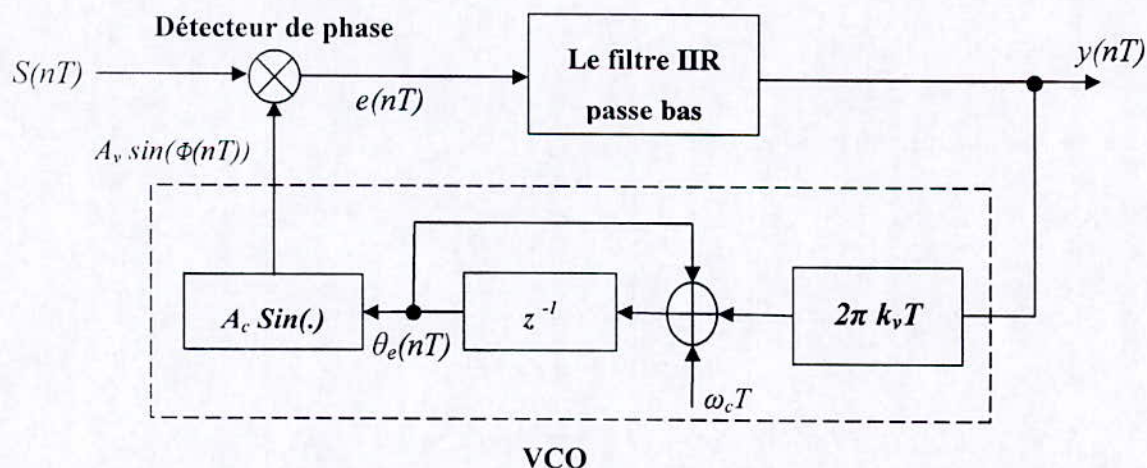 Détecteur de phase
S(nT)
e(nT)
Le filtre IIR
passe bas
y(nT)
A_v sin(Φ(nT))
A_c Sin(.)
θ_e(nT)
z^-1
2π k_vT
ω_cT
VCO